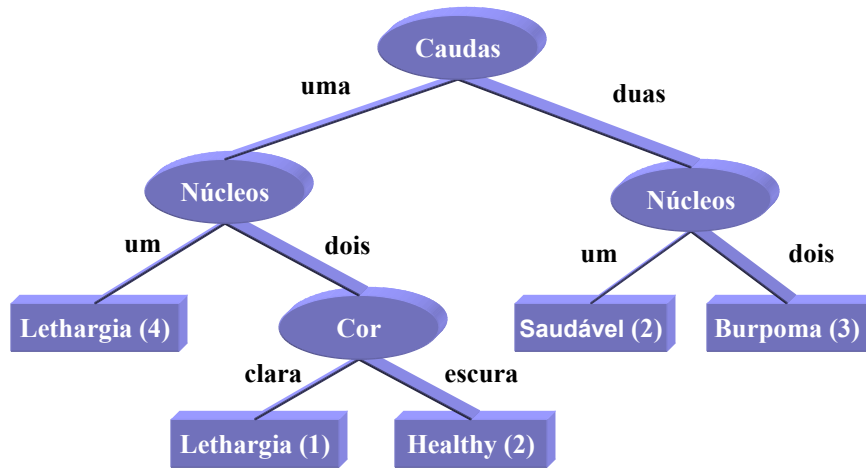 Caudas
uma
duas
Núcleos
Núcleos
um
dois
um
dois
Lethargia (4)
Cor
Saudável (2)
Burpoma (3)
clara
escura
Lethargia (1)
Healthy (2)